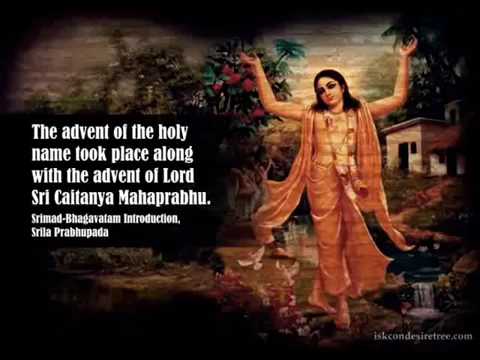 The advent of the holy
name took place along
with the advent of Lord
Sri Caitanya Mahaprabhu.
Srimad-Bhagavatam Introduction,
Srila Prabhupada
iskcondesiretree.com